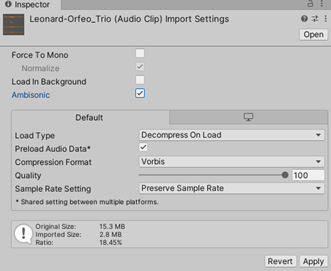 Inspector
Leonard-Orfeo_Trio (Audio Clip) Import Settings
Open
Force To Mono
Normalize
Load In Background
Ambisonic
Default
Load Type Decompress On Load
Preload Audio Data*
Compression Format Vorbis
Quality 100
Sample Rate Setting Preserve Sample Rate
* Shared setting between multiple platforms.
Original Size: 15.3 MB
Imported Size: 2.8 MB
Ratio: 18.45%
Revert Apply